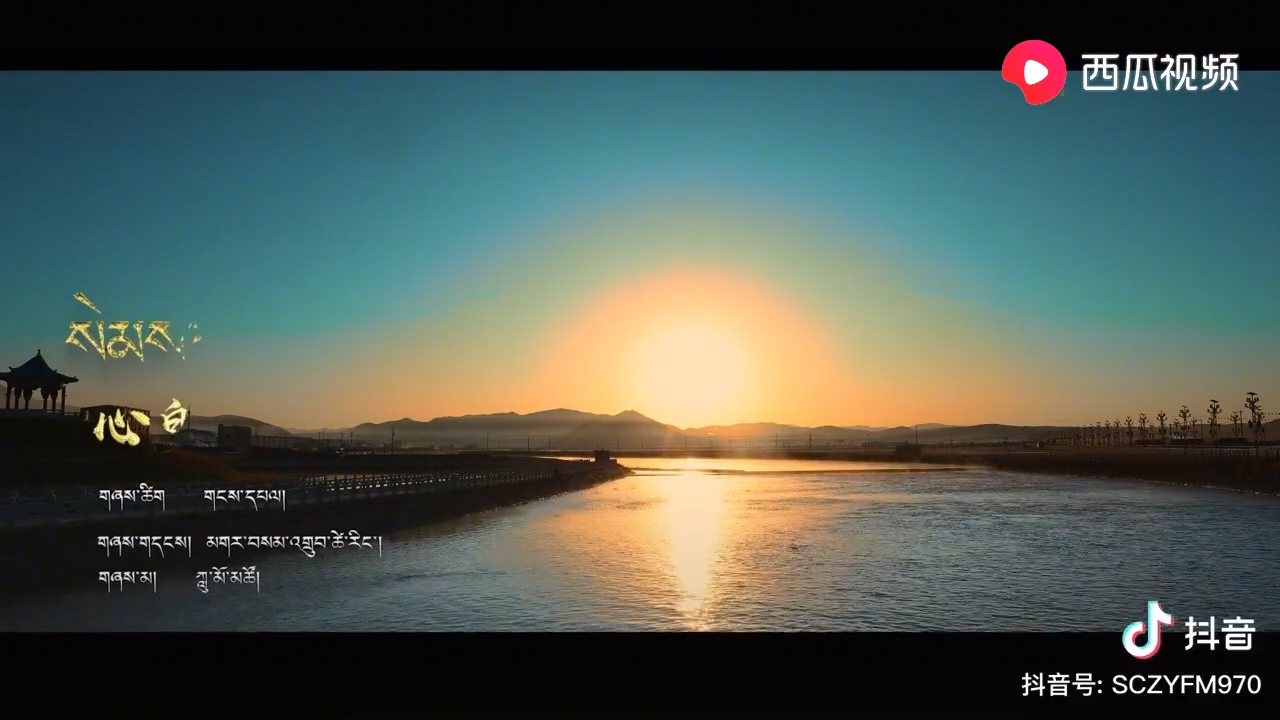 西瓜视频
心白
གཞས་ཚིག གངས་དཔལ།
གཞས་གདངས། མགར་བསམ་འགྲུབ་ཚེ་རིང་།
གཞས་མ། ཀླུ་མོ་མཚོ།
抖音
抖音号: SCZYFM970